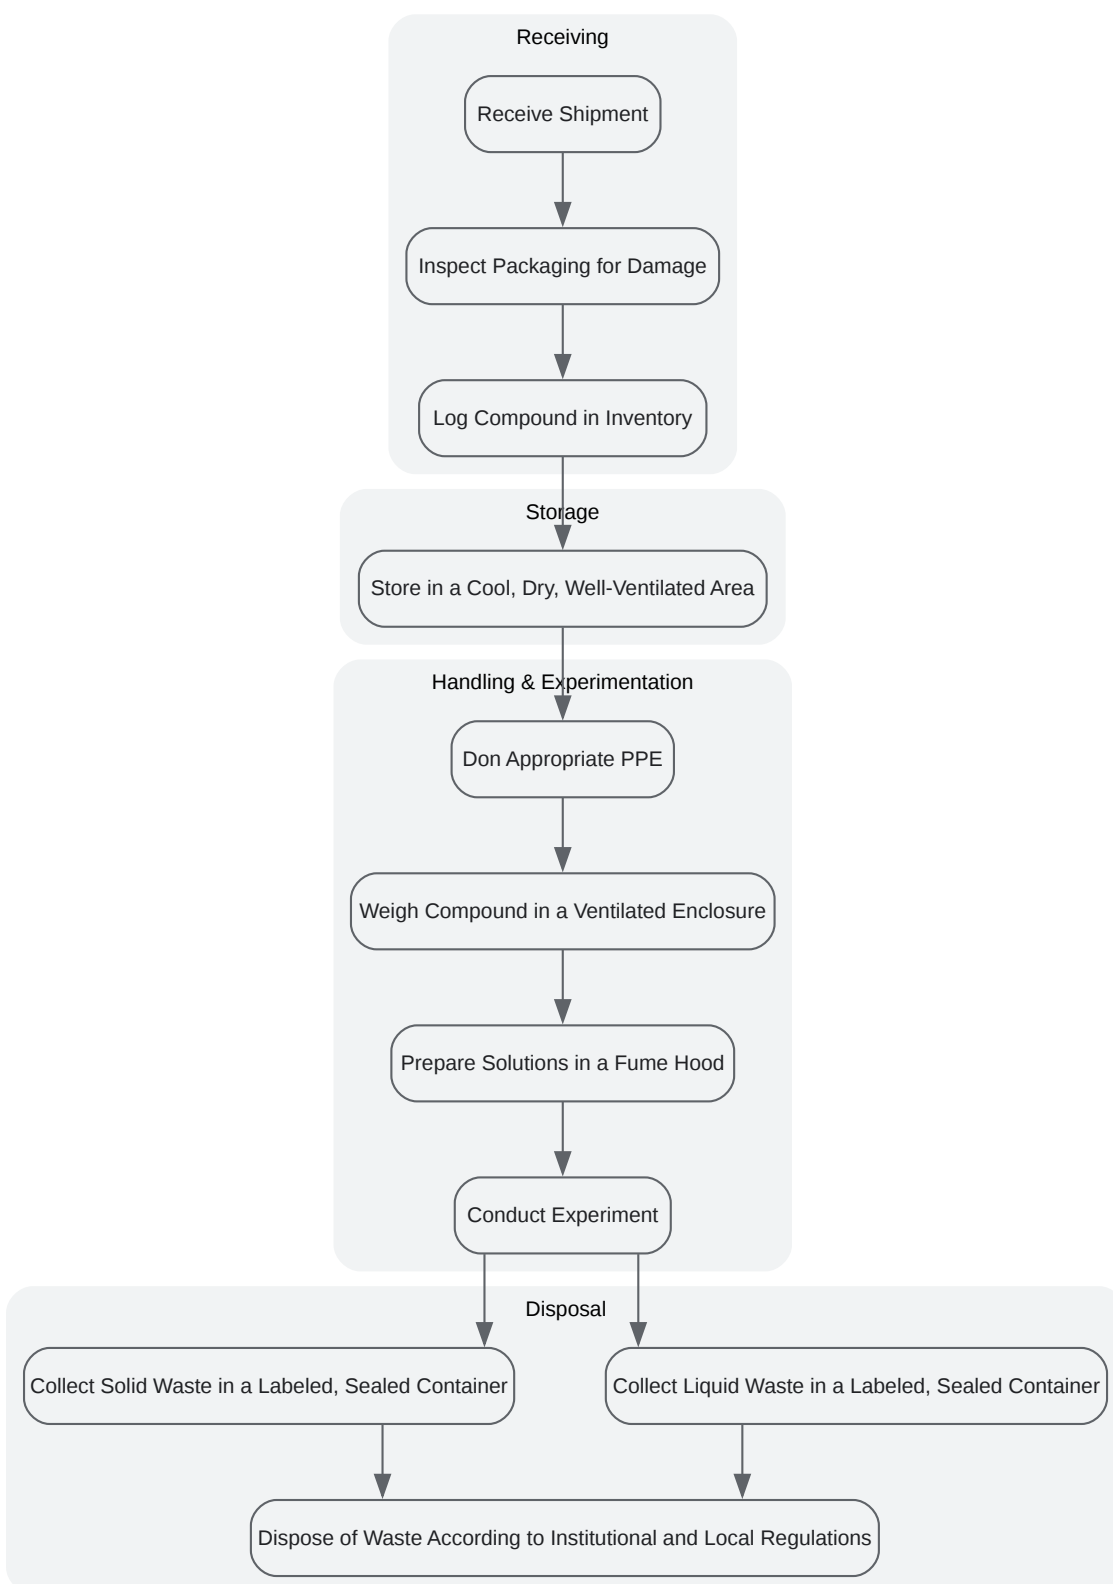 Receiving
Receive Shipment
Inspect Packaging for Damage
Log Compound in Inventory
Storage
Store in a Cool, Dry, Well-Ventilated Area
Handling & Experimentation
Don Appropriate PPE
Weigh Compound in a Ventilated Enclosure
Prepare Solutions in a Fume Hood
Conduct Experiment
Disposal
Collect Solid Waste in a Labeled, Sealed Container
Collect Liquid Waste in a Labeled, Sealed Container
Dispose of Waste According to Institutional and Local Regulations